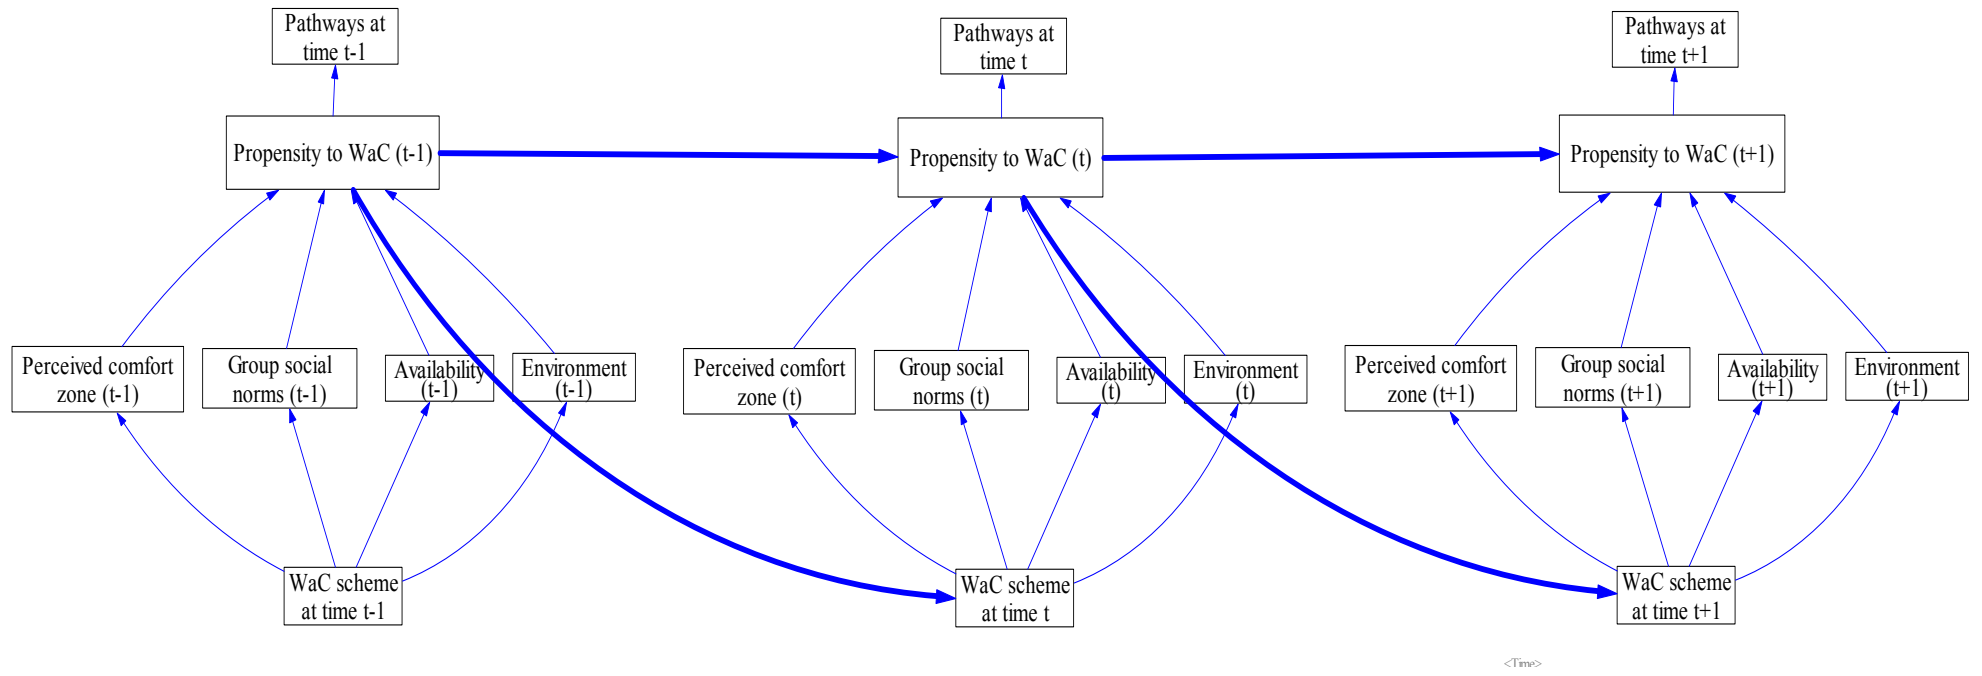 Pathways at
time t-1
Pathways at
time t
Pathways at
time t+1
Propensity to WaC (t-1)
Propensity to WaC (t)
Propensity to WaC (t+1)
Perceived comfort
zone (t-1)
Group social
norms (t-1)
Availability
(t-1)
Environment
(t-1)
Perceived comfort
zone (t)
Group social
norms (t)
Availability
(t)
Environment
(t)
Perceived comfort
zone (t+1)
Group social
norms (t+1)
Availability
(t+1)
Environment
(t+1)
WaC scheme
at time t-1
WaC scheme
at time t
WaC scheme
at time t+1
<Time>